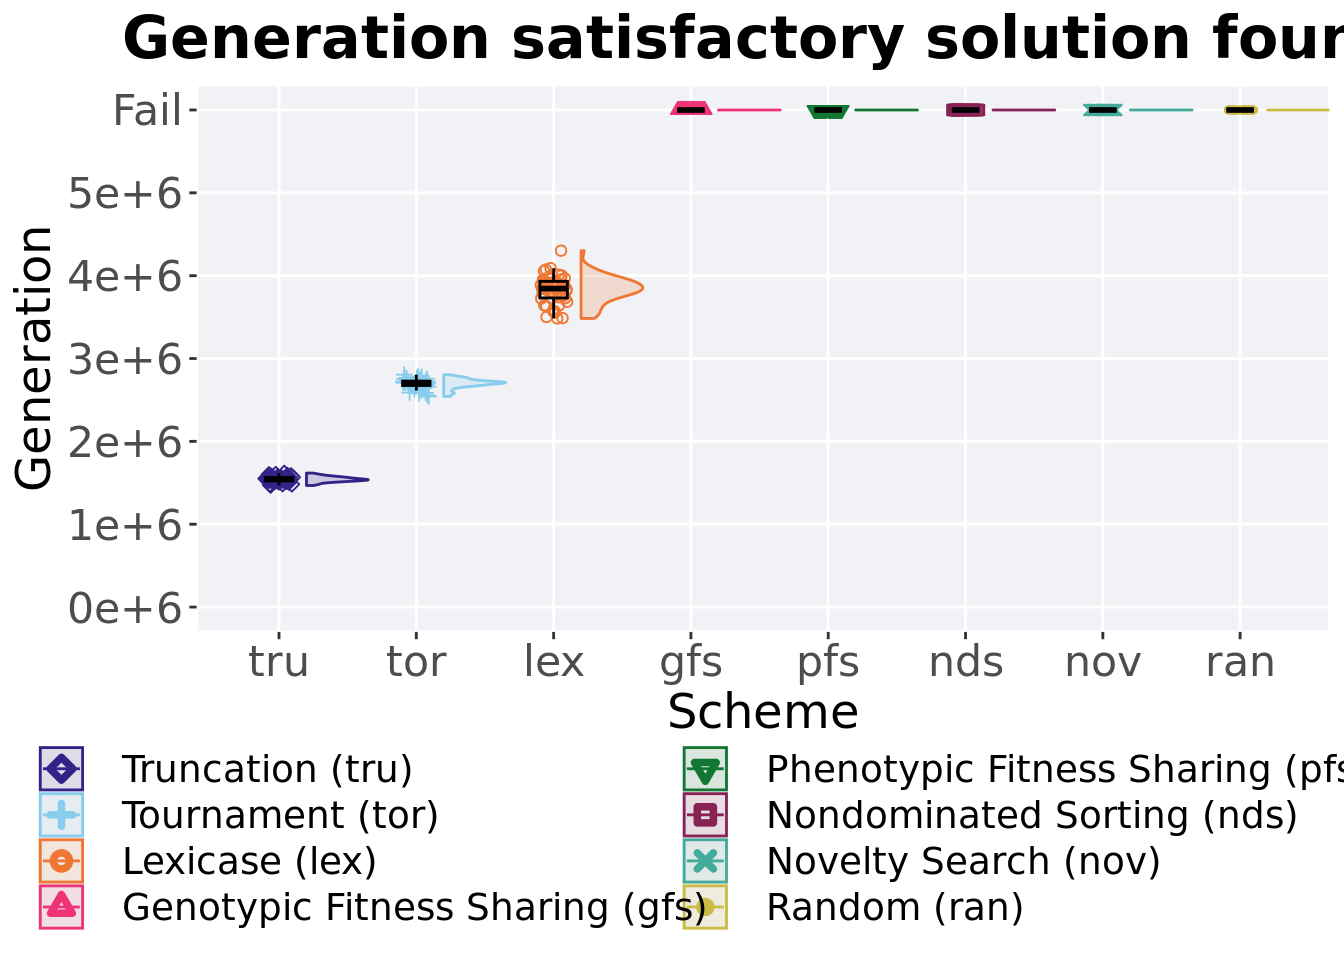 Generation satisfactory solution four
Fail
5e+6
4e+6
3e+6
2e+6
1e+6
0e+6
Generation
tru tor lex gfs pfs nds nov ran
Scheme
Truncation (tru)
Tournament (tor)
Lexicase (lex)
Genotypic Fitness Sharing (gfs)
Phenotypic Fitness Sharing (pfs
Nondominated Sorting (nds)
Novelty Search (nov)
Random (ran)